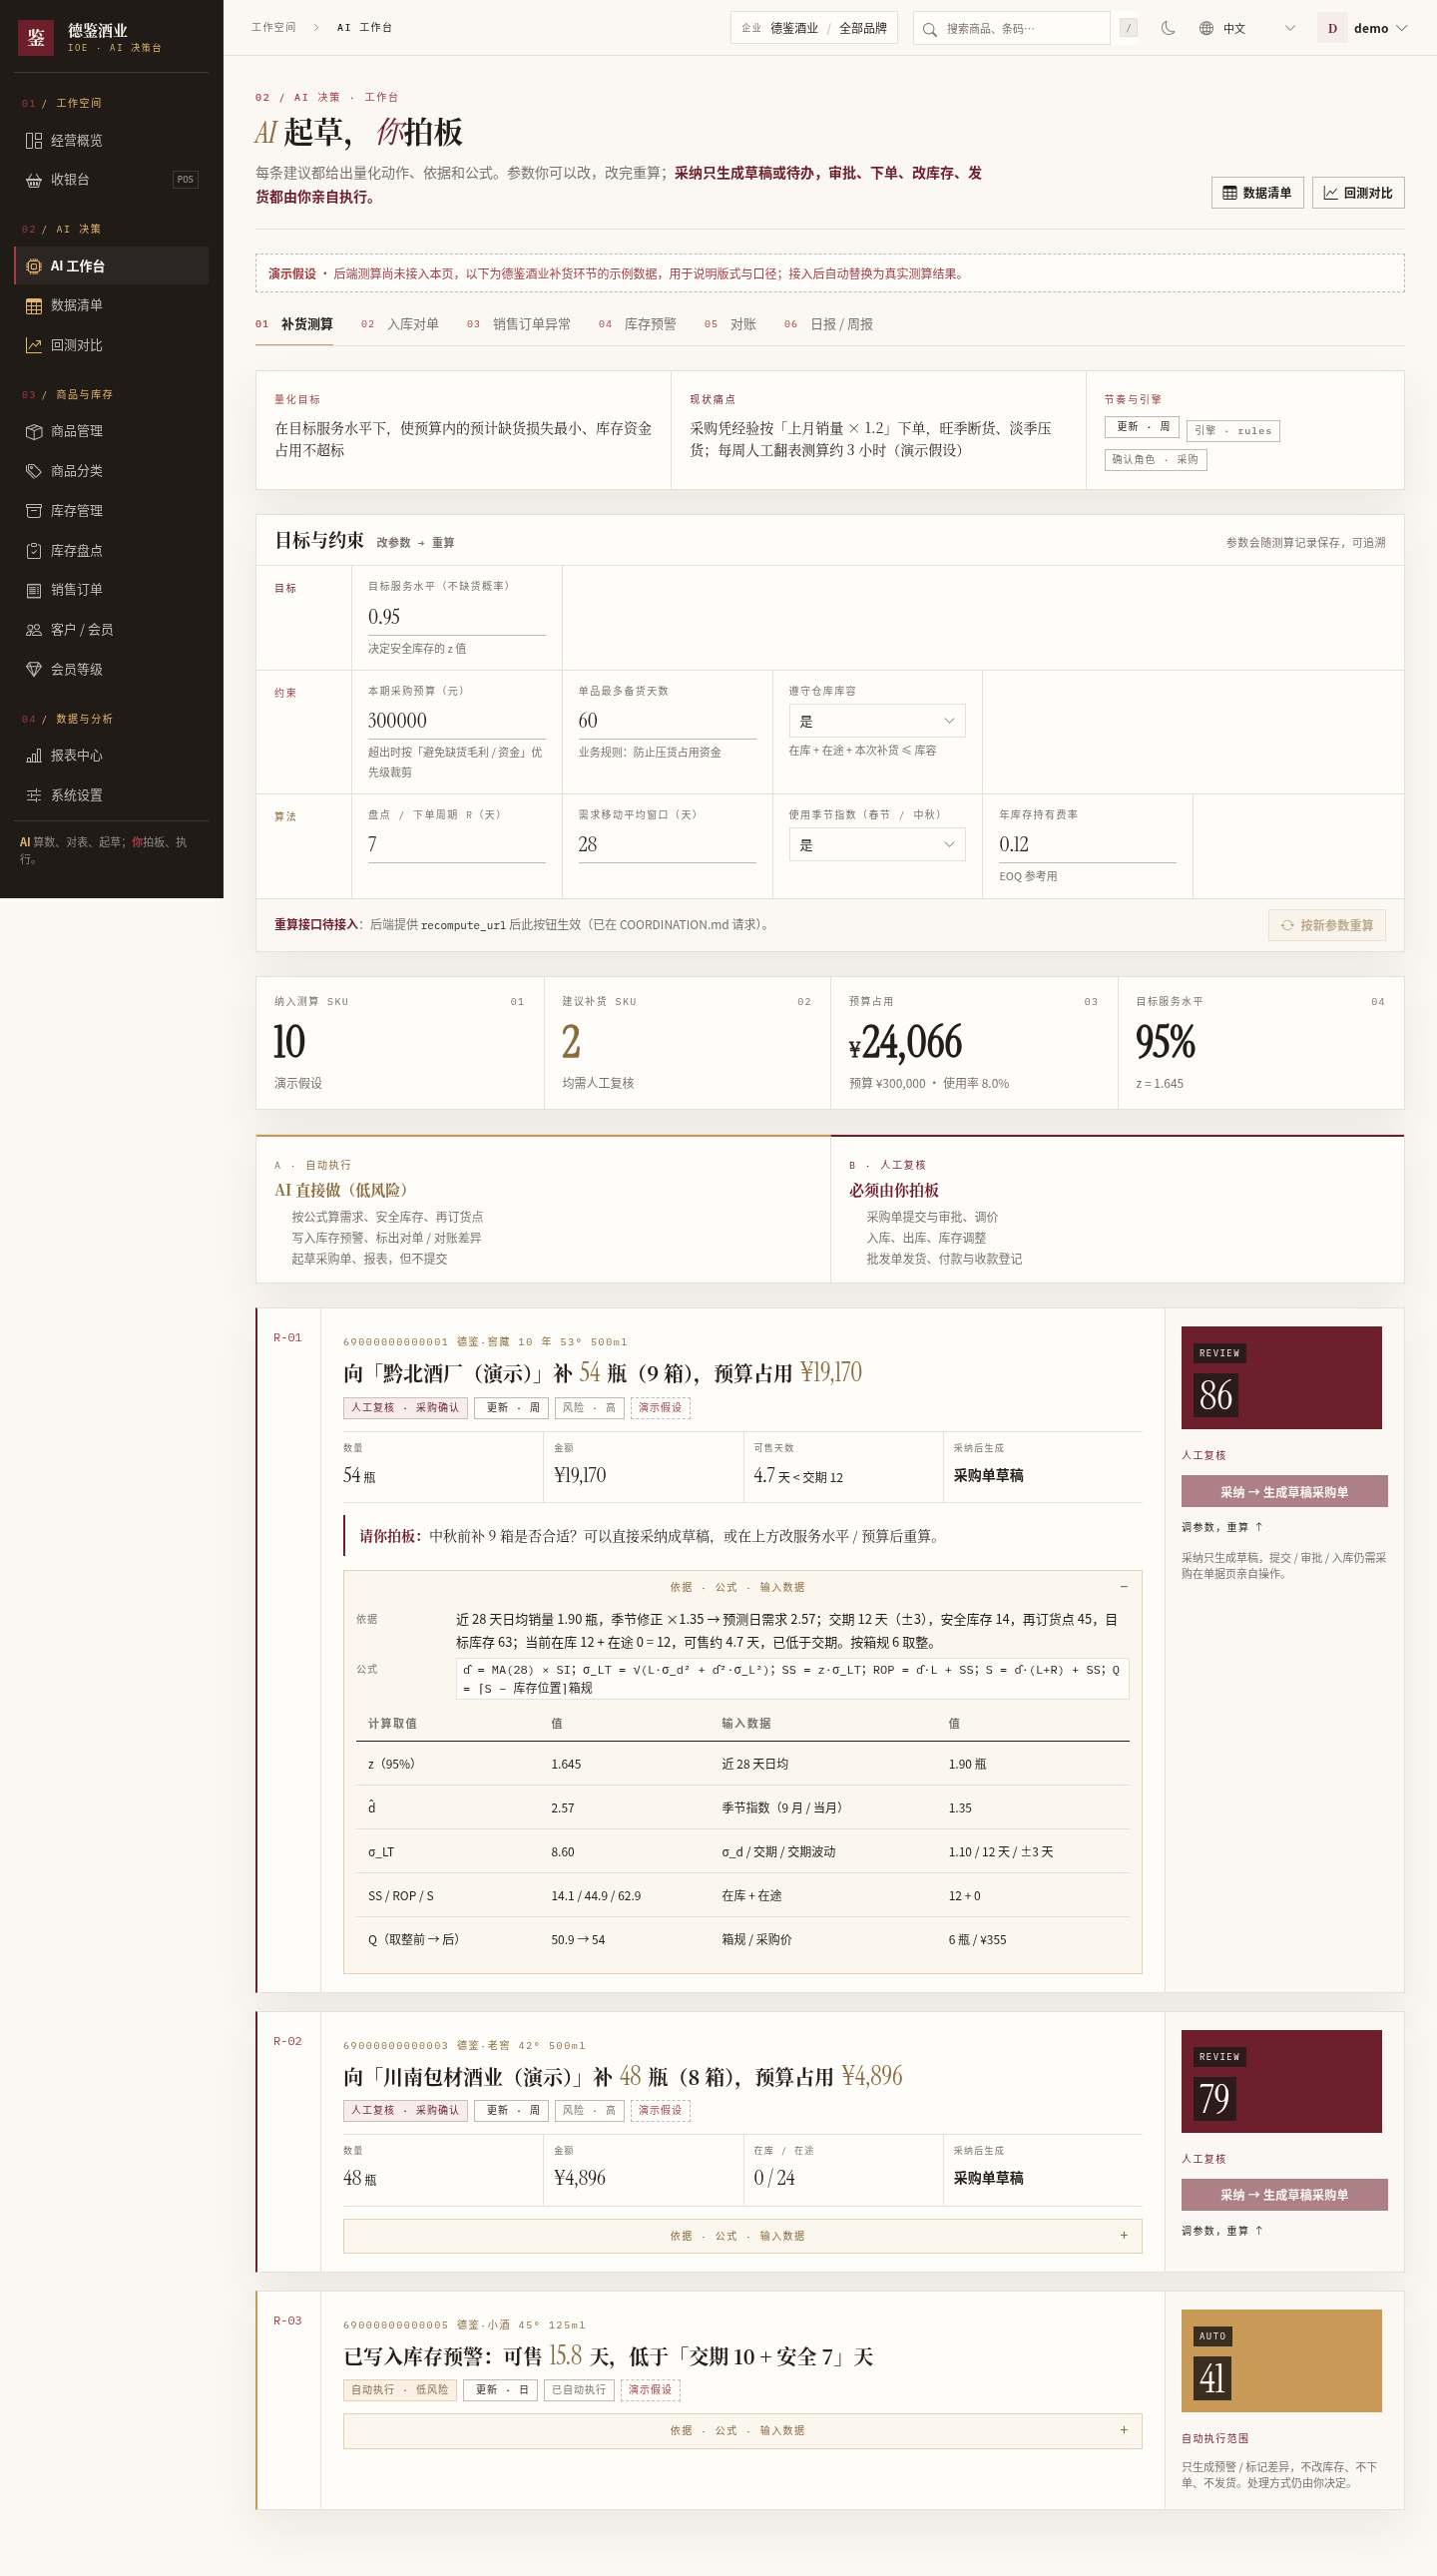 鉴
德鉴酒业
IOE · AI 决策台
01 / 工作空间
经营概览
收银台 POS
02 / AI 决策
AI 工作台
数据清单
回测对比
03 / 商品与库存
商品管理
商品分类
库存管理
库存盘点
销售订单
客户 / 会员
会员等级
04 / 数据与分析
报表中心
系统设置
AI 算数、对表、起草；你拍板、执
行。
工作空间 > AI 工作台
企业 德鉴酒业 / 全部品牌
搜索商品、条码…
/
中文
D demo
02 / AI 决策 · 工作台
AI 起草，你拍板
每条建议都给出量化动作、依据和公式。参数你可以改，改完重算；采纳只生成草稿或待办，审批、下单、改库存、发
货都由你亲自执行。
数据清单
回测对比
演示假设 · 后端测算尚未接入本页，以下为德鉴酒业补货环节的示例数据，用于说明版式与口径；接入后自动替换为真实测算结果。
01 补货测算
02 入库对单
03 销售订单异常
04 库存预警
05 对账
06 日报 / 周报
量化目标
在目标服务水平下，使预算内的预计缺货损失最小、库存资金
占用不超标
现状痛点
采购凭经验按「上月销量 × 1.2」下单，旺季断货、淡季压
货；每周人工翻表测算约 3 小时（演示假设）
节奏与引擎
更新 · 周
引擎 · rules
确认角色 · 采购
目标与约束 改参数 → 重算
参数会随测算记录保存，可追溯
目标
目标服务水平（不缺货概率）
0.95
决定安全库存的 z 值
约束
本期采购预算（元）
300000
超出时按「避免缺货毛利 / 资金」优
先级裁剪
单品最多备货天数
60
业务规则：防止压货占用资金
遵守仓库库容
是
在库 + 在途 + 本次补货 ≤ 库容
算法
盘点 / 下单周期 R（天）
7
需求移动平均窗口（天）
28
使用季节指数（春节 / 中秋）
是
年库存持有费率
0.12
EOQ 参考用
重算接口待接入：后端提供 recompute_url 后此按钮生效（已在 COORDINATION.md 请求）。
按新参数重算
纳入测算 SKU 01
10
演示假设
建议补货 SKU 02
2
均需人工复核
预算占用 03
¥24,066
预算 ¥300,000 · 使用率 8.0%
目标服务水平 04
95%
z = 1.645
A · 自动执行
AI 直接做（低风险）
按公式算需求、安全库存、再订货点
写入库存预警、标出对单 / 对账差异
起草采购单、报表，但不提交
B · 人工复核
必须由你拍板
采购单提交与审批、调价
入库、出库、库存调整
批发单发货、付款与收款登记
R-01
69000000000001 德鉴·窖藏 10 年 53° 500ml
向「黔北酒厂（演示）」补 54 瓶（9 箱），预算占用 ¥19,170
人工复核 · 采购确认
更新 · 周
风险 · 高
演示假设
数量
54 瓶
金额
¥19,170
可售天数
4.7 天 < 交期 12
采纳后生成
采购单草稿
请你拍板：中秋前补 9 箱是否合适？可以直接采纳成草稿，或在上方改服务水平 / 预算后重算。
依据 · 公式 · 输入数据 −
依据
近 28 天日均销量 1.90 瓶，季节修正 ×1.35 → 预测日需求 2.57；交期 12 天（±3），安全库存 14，再订货点 45，目
标库存 63；当前在库 12 + 在途 0 = 12，可售约 4.7 天，已低于交期。按箱规 6 取整。
公式
d̂ = MA(28) × SI；σ_LT = √(L·σ_d² + d̂²·σ_L²)；SS = z·σ_LT；ROP = d̂·L + SS；S = d̂·(L+R) + SS；Q
= ⌈S − 库存位置⌉箱规
计算取值 值 输入数据 值
z（95%） 1.645 近 28 天日均 1.90 瓶
d̂ 2.57 季节指数（9 月 / 当月） 1.35
σ_LT 8.60 σ_d / 交期 / 交期波动 1.10 / 12 天 / ±3 天
SS / ROP / S 14.1 / 44.9 / 62.9 在库 + 在途 12 + 0
Q（取整前 → 后） 50.9 → 54 箱规 / 采购价 6 瓶 / ¥355
REVIEW
86
人工复核
采纳 → 生成草稿采购单
调参数，重算 ↑
采纳只生成草稿，提交 / 审批 / 入库仍需采
购在单据页亲自操作。
R-02
69000000000003 德鉴·老窖 42° 500ml
向「川南包材酒业（演示）」补 48 瓶（8 箱），预算占用 ¥4,896
人工复核 · 采购确认
更新 · 周
风险 · 高
演示假设
数量
48 瓶
金额
¥4,896
在库 / 在途
0 / 24
采纳后生成
采购单草稿
依据 · 公式 · 输入数据 +
REVIEW
79
人工复核
采纳 → 生成草稿采购单
调参数，重算 ↑
R-03
69000000000005 德鉴·小酒 45° 125ml
已写入库存预警：可售 15.8 天，低于「交期 10 + 安全 7」天
自动执行 · 低风险
更新 · 日
已自动执行
演示假设
依据 · 公式 · 输入数据 +
AUTO
41
自动执行范围
只生成预警 / 标记差异，不改库存、不下
单、不发货。处理方式仍由你决定。